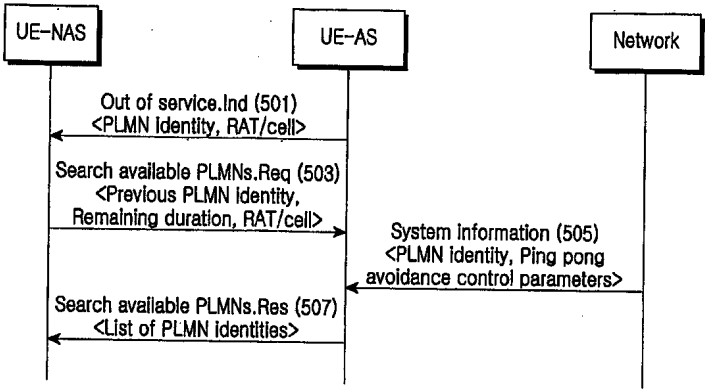 UE-NAS
UE-AS
Network
Out of service.Ind (501)
<PLMN identity, RAT/cell>
Search available PLMNs.Req (503)
<Previous PLMN identity,
Remaining duration, RAT/cell>
System information (505)
<PLMN identity, Ping pong
avoidance control parameters>
Search available PLMNs.Res (507)
<List of PLMN identities>